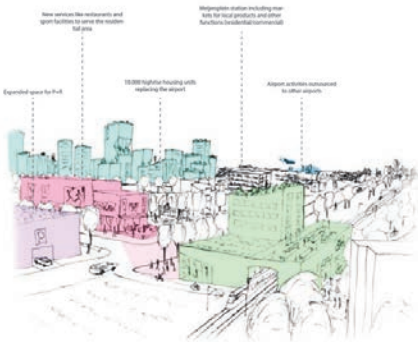 New services like restaurants and
sport facilities to serve the residen-
tial area
Meijersplein station including mar-
kets for local products and other
functions (residential/commercial)
Expanded space for P+R
10.000 highrise housing units
replacing the airport
Airport activities outsourced
to other airports